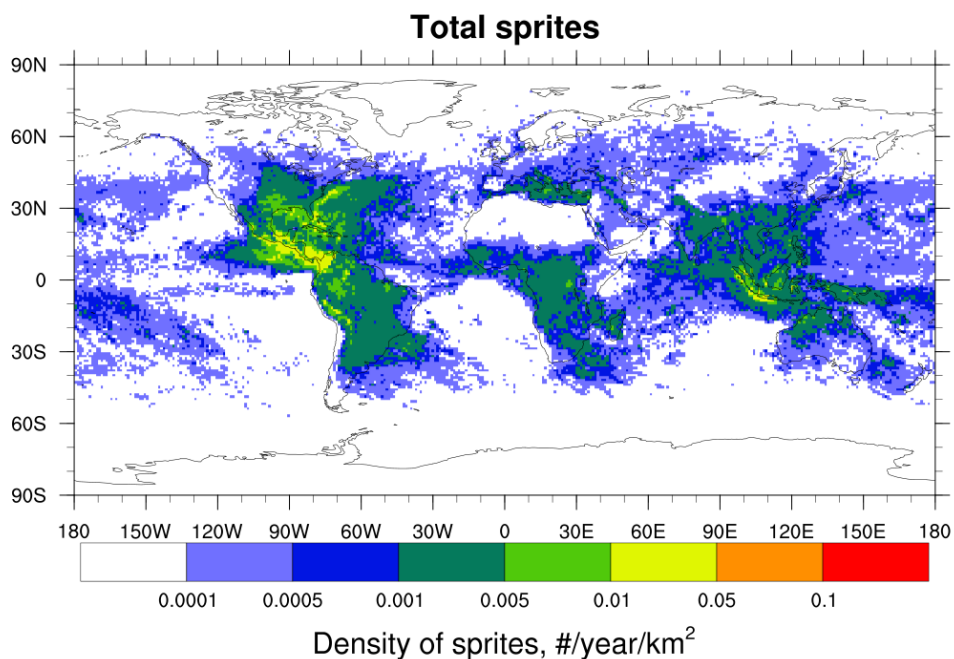 Total sprites
90N
60N
30N
0
30S
60S
90S
180 150W 120W 90W 60W 30W 0 30E 60E 90E 120E 150E 180
0.0001 0.0005 0.001 0.005 0.01 0.05 0.1
Density of sprites, #/year/km²